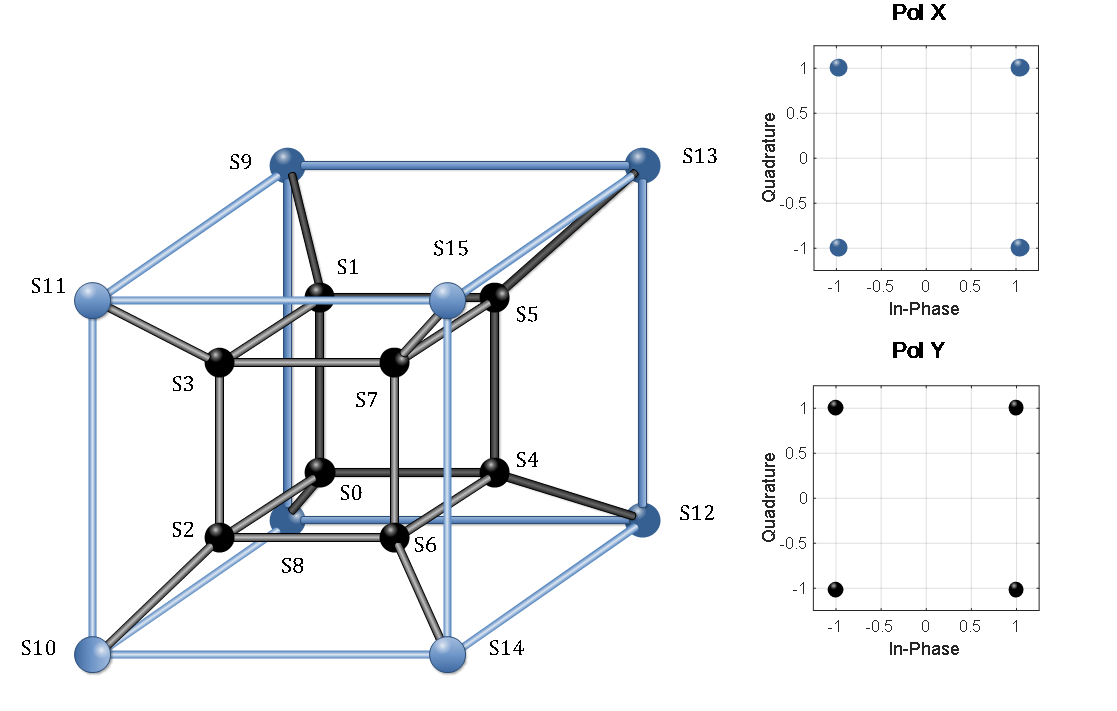 S9
S13
S15
S1
S11
S5
S3
S7
S4
S0
S12
S2
S6
S8
S10
S14
Pol X
Quadrature
1
0.5
0
-0.5
-1
-1 -0.5 0 0.5 1
In-Phase
Pol Y
Quadrature
1
0.5
0
-0.5
-1
-1 -0.5 0 0.5 1
In-Phase